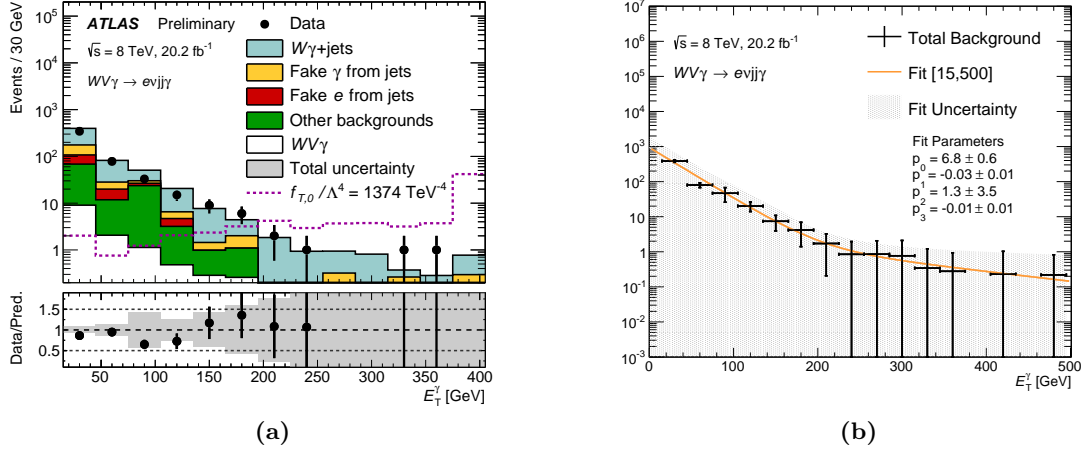 ATLAS Preliminary
√s = 8 TeV, 20.2 fb⁻¹
WVγ → eνjjγ
Data
Wγ+jets
Fake γ from jets
Fake e from jets
Other backgrounds
WVγ
Total uncertainty
f_T,0 /Λ⁴ = 1374 TeV⁻⁴
Events / 30 GeV
10⁵
10⁴
10³
10²
10
1
Data/Pred.
1.5
1
0.5
50 100 150 200 250 300 350 400
E_T^γ [GeV]
(a)
ATLAS Preliminary
√s = 8 TeV, 20.2 fb⁻¹
WVγ → eνjjγ
Total Background
Fit [15,500]
Fit Uncertainty
Fit Parameters
p₀ = 6.8 ± 0.6
p₁ = -0.03 ± 0.01
p₂ = 1.3 ± 3.5
p₃ = -0.01 ± 0.01
10⁷
10⁶
10⁵
10⁴
10³
10²
10
1
10⁻¹
10⁻²
10⁻³
0 100 200 300 400 500
E_T^γ [GeV]
(b)